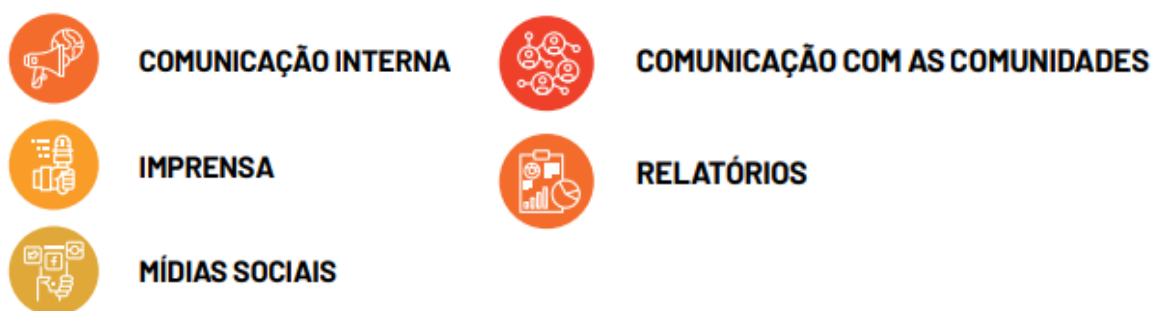 COMUNICAÇÃO INTERNA
IMPRENSA
MÍDIAS SOCIAIS
COMUNICAÇÃO COM AS COMUNIDADES
RELATÓRIOS